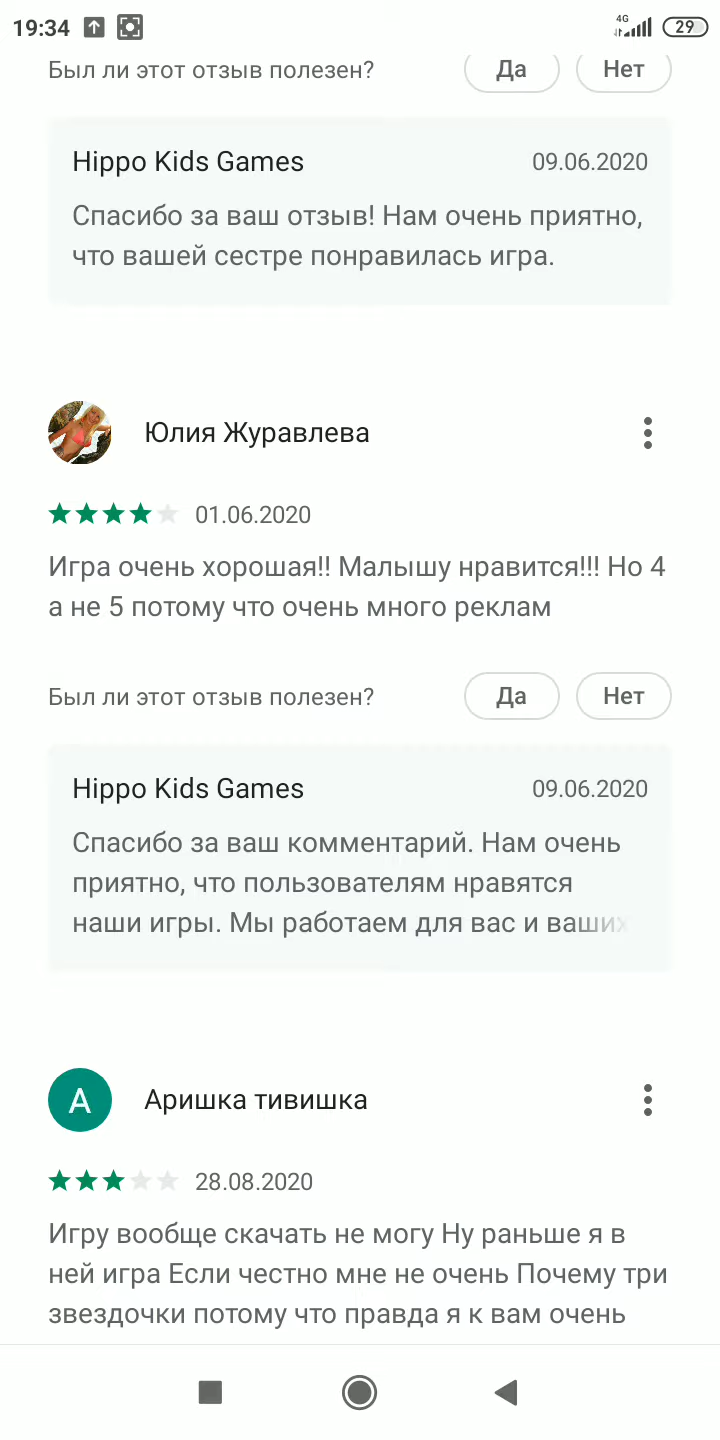 19:34
4G
29
Был ли этот отзыв полезен?
Да
Нет
Hippo Kids Games
09.06.2020
Спасибо за ваш отзыв! Нам очень приятно,
что вашей сестре понравилась игра.
Юлия Журавлева
01.06.2020
Игра очень хорошая!! Малышу нравится!!! Но 4
а не 5 потому что очень много реклам
Был ли этот отзыв полезен?
Да
Нет
Hippo Kids Games
09.06.2020
Спасибо за ваш комментарий. Нам очень
приятно, что пользователям нравятся
наши игры. Мы работаем для вас и ваших
А
Аришка тивишка
28.08.2020
Игру вообще скачать не могу Ну раньше я в
ней игра Если честно мне не очень Почему три
звездочки потому что правда я к вам очень